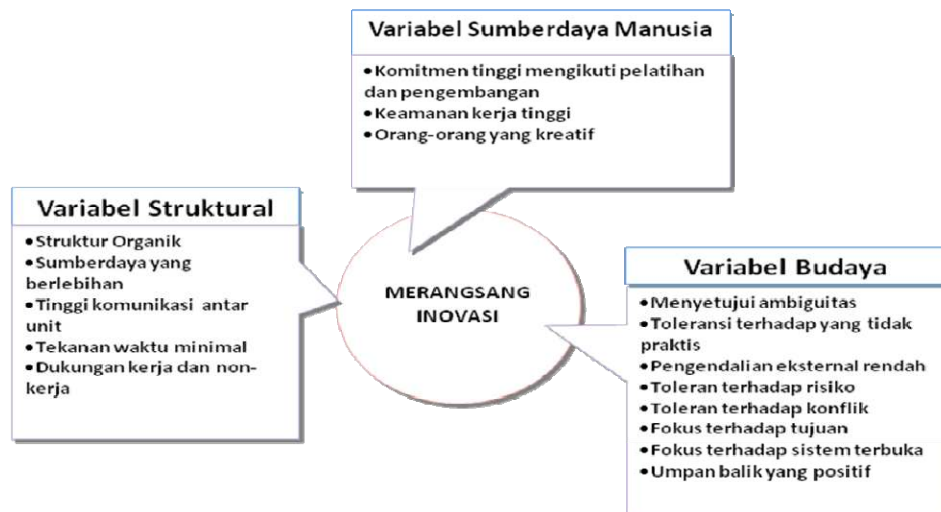 Variabel Sumberdaya Manusia
•Komitmen tinggi mengikuti pelatihan
dan pengembangan
•Keamanan kerja tinggi
•Orang-orang yang kreatif
Variabel Struktural
•Struktur Organik
•Sumberdaya yang
berlebihan
•Tinggi komunikasi antar
unit
•Tekanan waktu minimal
•Dukungan kerja dan non-
kerja
MERANGSANG
INOVASI
Variabel Budaya
•Menyetujui ambiguitas
•Toleransi terhadap yang tidak
praktis
•Pengendalian eksternal rendah
•Toleran terhadap risiko
•Toleran terhadap konflik
•Fokus terhadap tujuan
•Fokus terhadap sistem terbuka
•Umpan balik yang positif